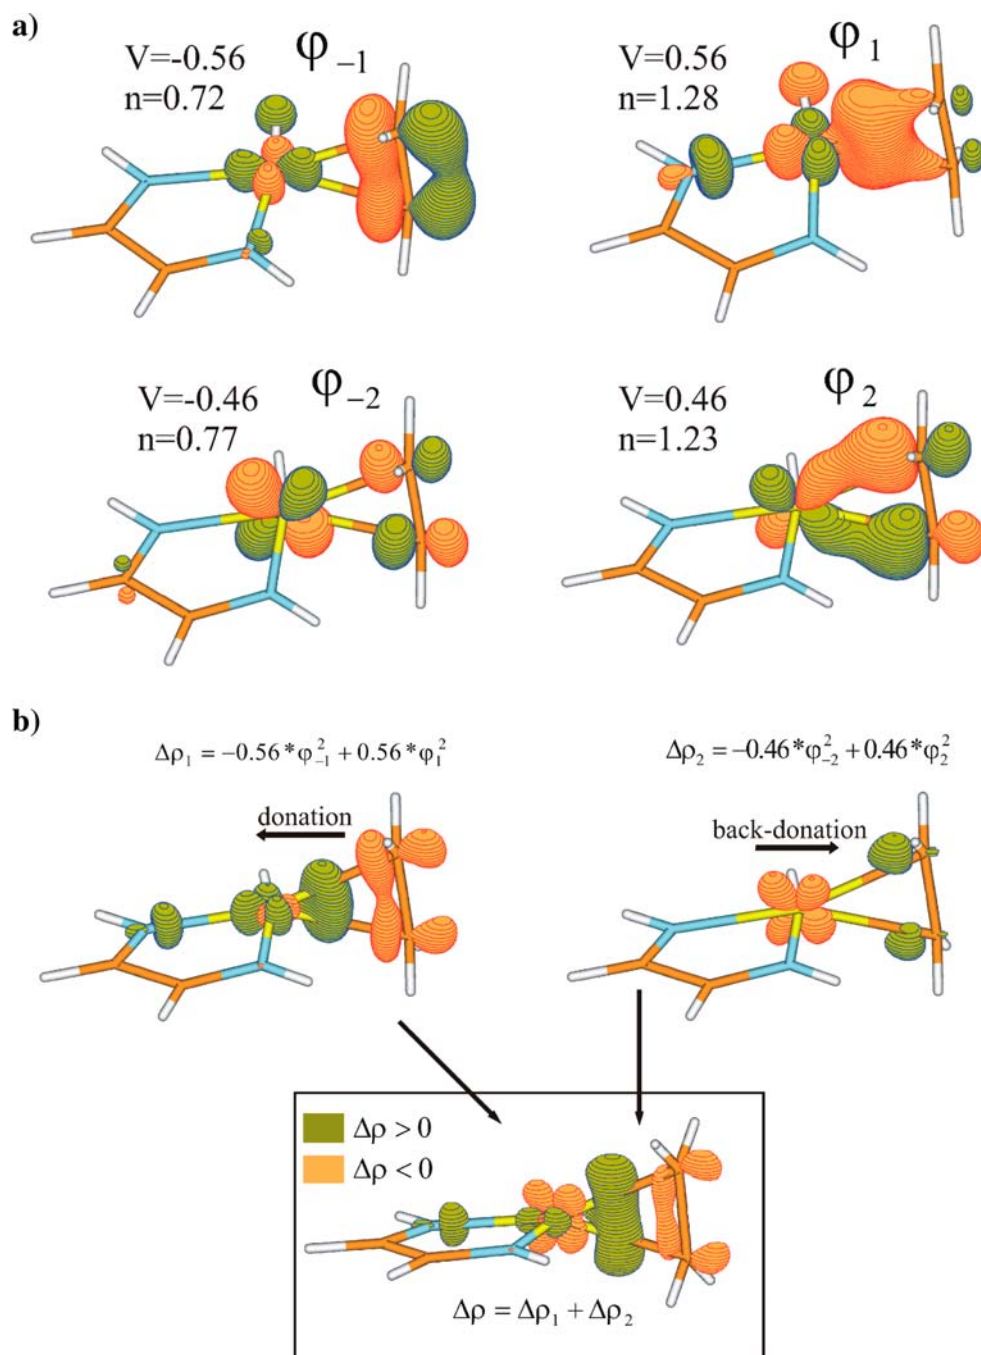 a)
V=-0.56
n=0.72
φ₋₁
V=0.56
n=1.28
φ₁
V=-0.46
n=0.77
φ₋₂
V=0.46
n=1.23
φ₂
b)
Δρ₁ = −0.56 * φ²₋₁ + 0.56 * φ²₁
Δρ₂ = −0.46 * φ²₋₂ + 0.46 * φ²₂
donation
back-donation
Δρ > 0
Δρ < 0
Δρ = Δρ₁ + Δρ₂